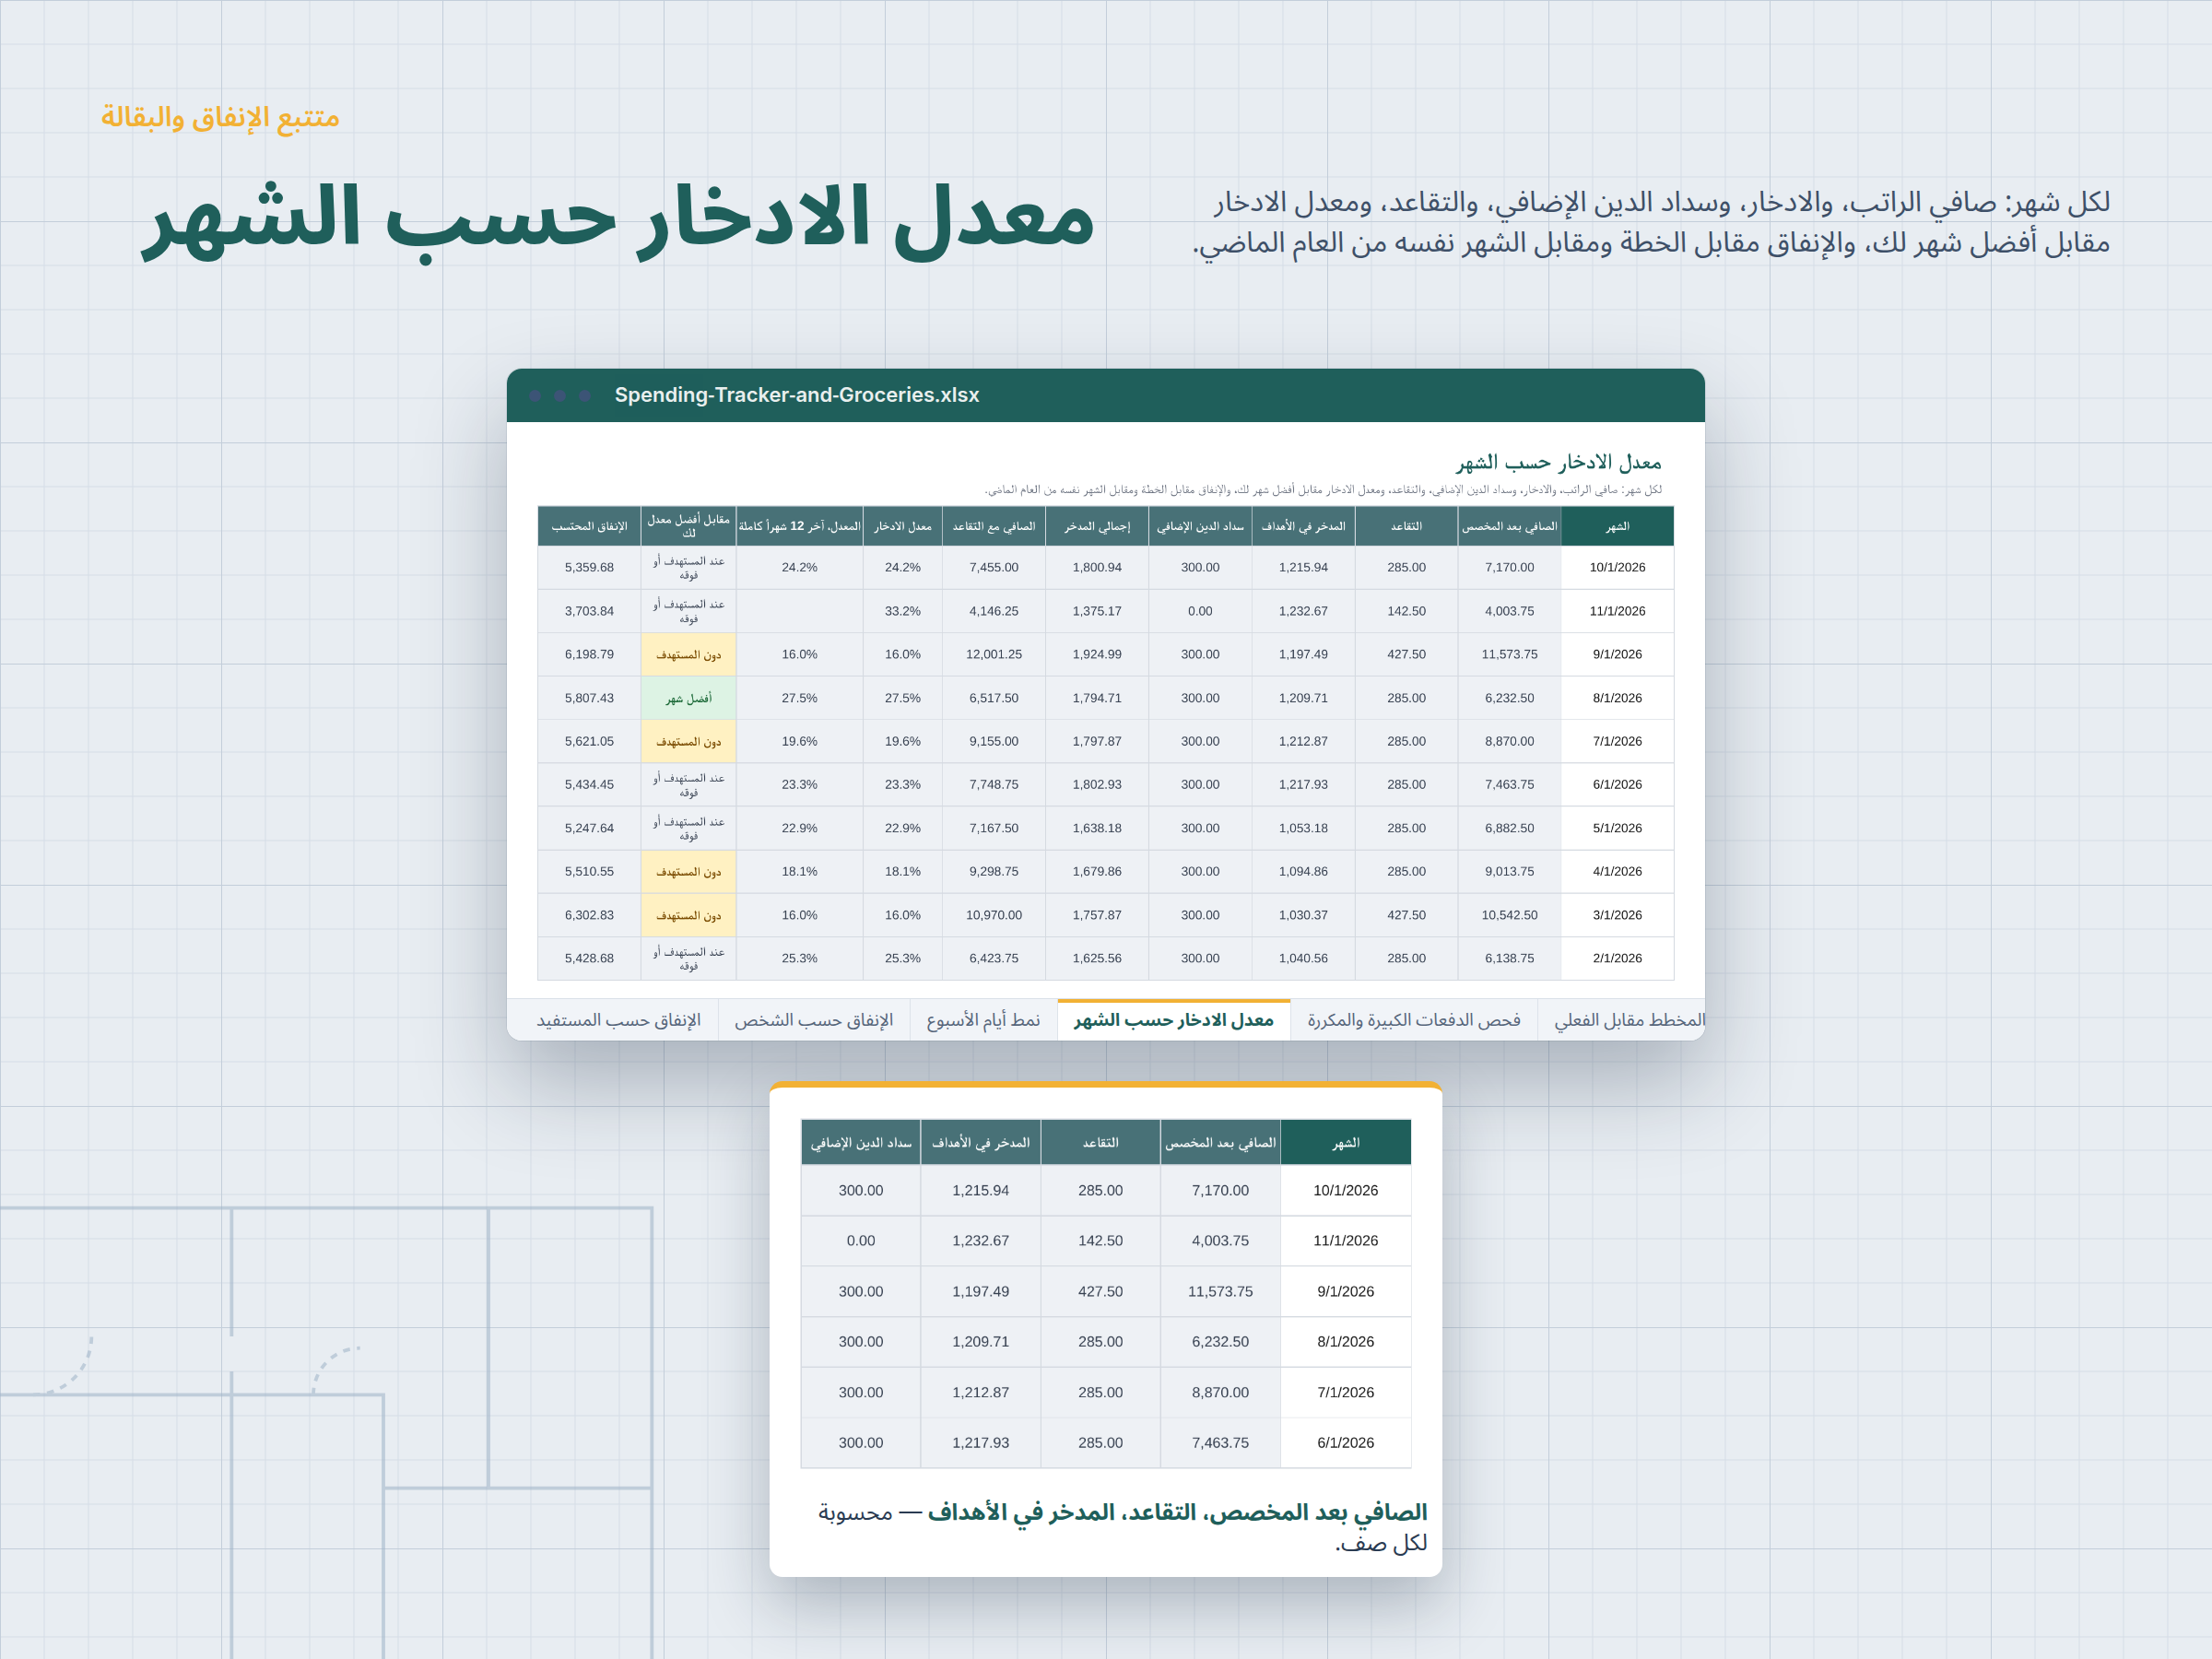 متتبع الإنفاق والبقالة
معدل الادخار حسب الشهر
لكل شهر: صافي الراتب، والادخار، وسداد الدين الإضافي، والتقاعد، ومعدل الادخار
مقابل أفضل شهر لك، والإنفاق مقابل الخطة ومقابل الشهر نفسه من العام الماضي.
Spending-Tracker-and-Groceries.xlsx
معدل الادخار حسب الشهر
لكل شهر: صافي الراتب، والادخار، وسداد الدين الإضافي، والتقاعد، ومعدل الادخار مقابل أفضل شهر لك، والإنفاق مقابل الخطة ومقابل الشهر نفسه من العام الماضي.
الشهر الصافي بعد المخصص التقاعد المدخر في الأهداف سداد الدين الإضافي إجمالي المدخر الصافي مع التقاعد معدل الادخار المعدل، آخر 12 شهراً كاملة مقابل أفضل معدل لك الإنفاق المحتسب
10/1/2026 7,170.00 285.00 1,215.94 300.00 1,800.94 7,455.00 24.2% 24.2% عند المستهدف أو فوقه 5,359.68
11/1/2026 4,003.75 142.50 1,232.67 0.00 1,375.17 4,146.25 33.2% عند المستهدف أو فوقه 3,703.84
9/1/2026 11,573.75 427.50 1,197.49 300.00 1,924.99 12,001.25 16.0% 16.0% دون المستهدف 6,198.79
8/1/2026 6,232.50 285.00 1,209.71 300.00 1,794.71 6,517.50 27.5% 27.5% أفضل شهر 5,807.43
7/1/2026 8,870.00 285.00 1,212.87 300.00 1,797.87 9,155.00 19.6% 19.6% دون المستهدف 5,621.05
6/1/2026 7,463.75 285.00 1,217.93 300.00 1,802.93 7,748.75 23.3% 23.3% عند المستهدف أو فوقه 5,434.45
5/1/2026 6,882.50 285.00 1,053.18 300.00 1,638.18 7,167.50 22.9% 22.9% عند المستهدف أو فوقه 5,247.64
4/1/2026 9,013.75 285.00 1,094.86 300.00 1,679.86 9,298.75 18.1% 18.1% دون المستهدف 5,510.55
3/1/2026 10,542.50 427.50 1,030.37 300.00 1,757.87 10,970.00 16.0% 16.0% دون المستهدف 6,302.83
2/1/2026 6,138.75 285.00 1,040.56 300.00 1,625.56 6,423.75 25.3% 25.3% عند المستهدف أو فوقه 5,428.68
المخطط مقابل الفعلي فحص الدفعات الكبيرة والمكررة معدل الادخار حسب الشهر نمط أيام الأسبوع الإنفاق حسب الشخص الإنفاق حسب المستفيد
الشهر الصافي بعد المخصص التقاعد المدخر في الأهداف سداد الدين الإضافي
10/1/2026 7,170.00 285.00 1,215.94 300.00
11/1/2026 4,003.75 142.50 1,232.67 0.00
9/1/2026 11,573.75 427.50 1,197.49 300.00
8/1/2026 6,232.50 285.00 1,209.71 300.00
7/1/2026 8,870.00 285.00 1,212.87 300.00
6/1/2026 7,463.75 285.00 1,217.93 300.00
الصافي بعد المخصص، التقاعد، المدخر في الأهداف — محسوبة
لكل صف.